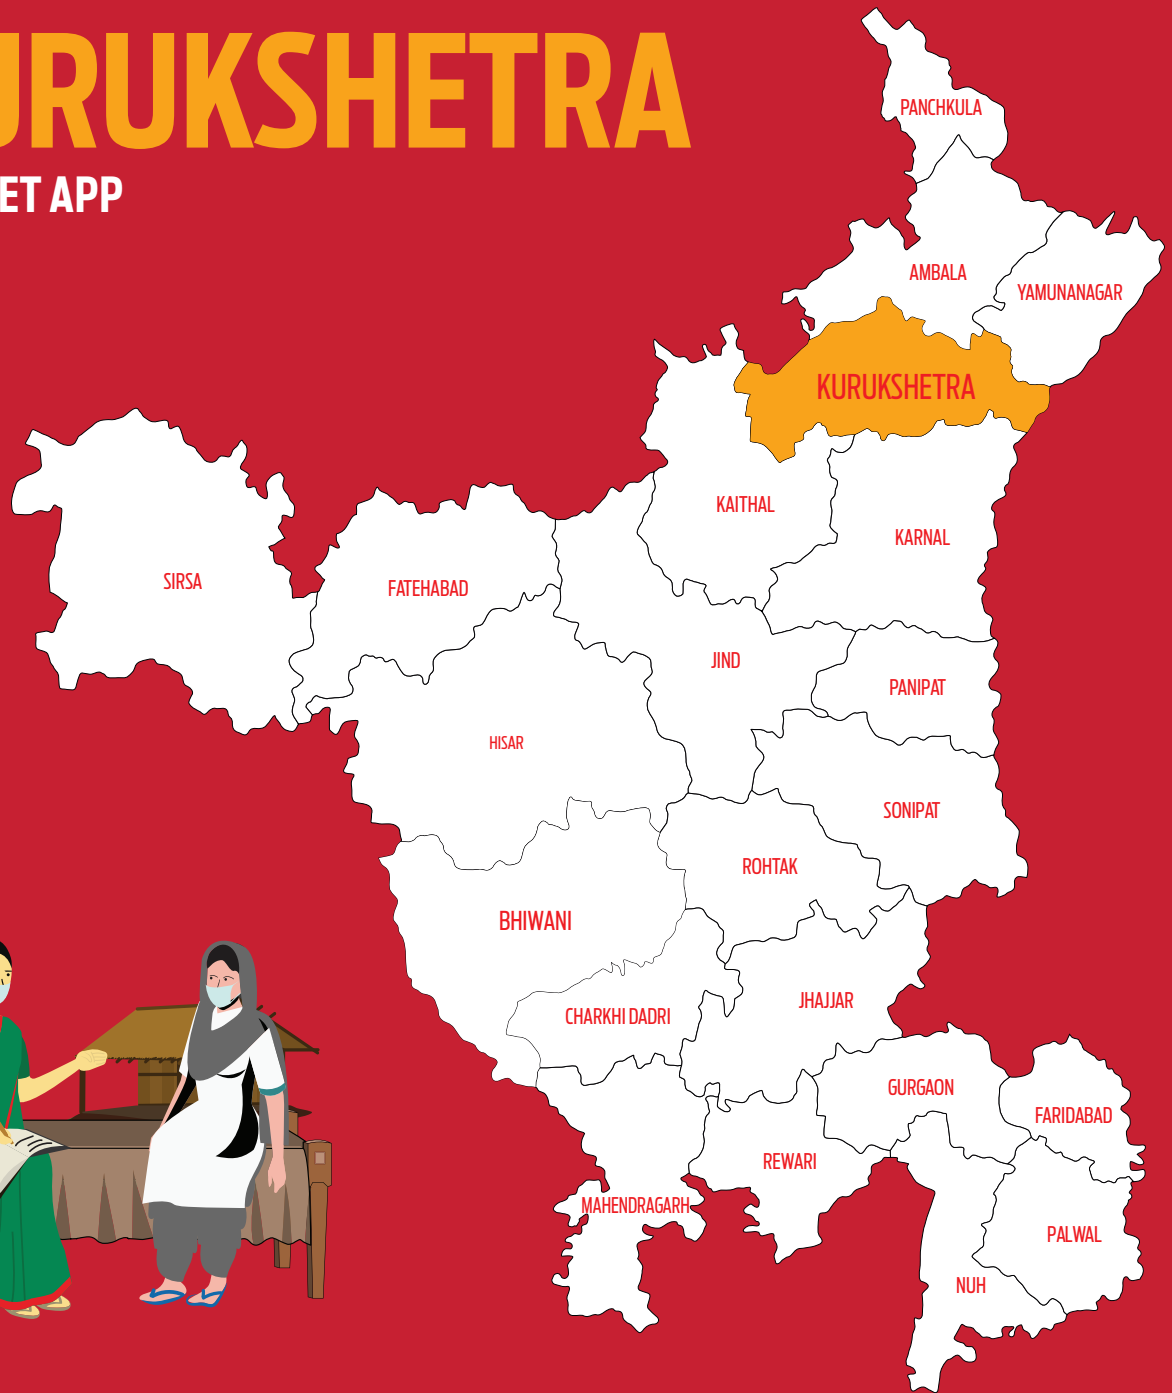 URUKSHETRA
ET APP
PANCHKULA
AMBALA
YAMUNANAGAR
KURUKSHETRA
KAITHAL
KARNAL
SIRSA
FATEHABAD
JIND
PANIPAT
HISAR
SONIPAT
ROHTAK
BHIWANI
JHAJJAR
CHARKHI DADRI
GURGAON
FARIDABAD
REWARI
MAHENDRAGARH
PALWAL
NUH